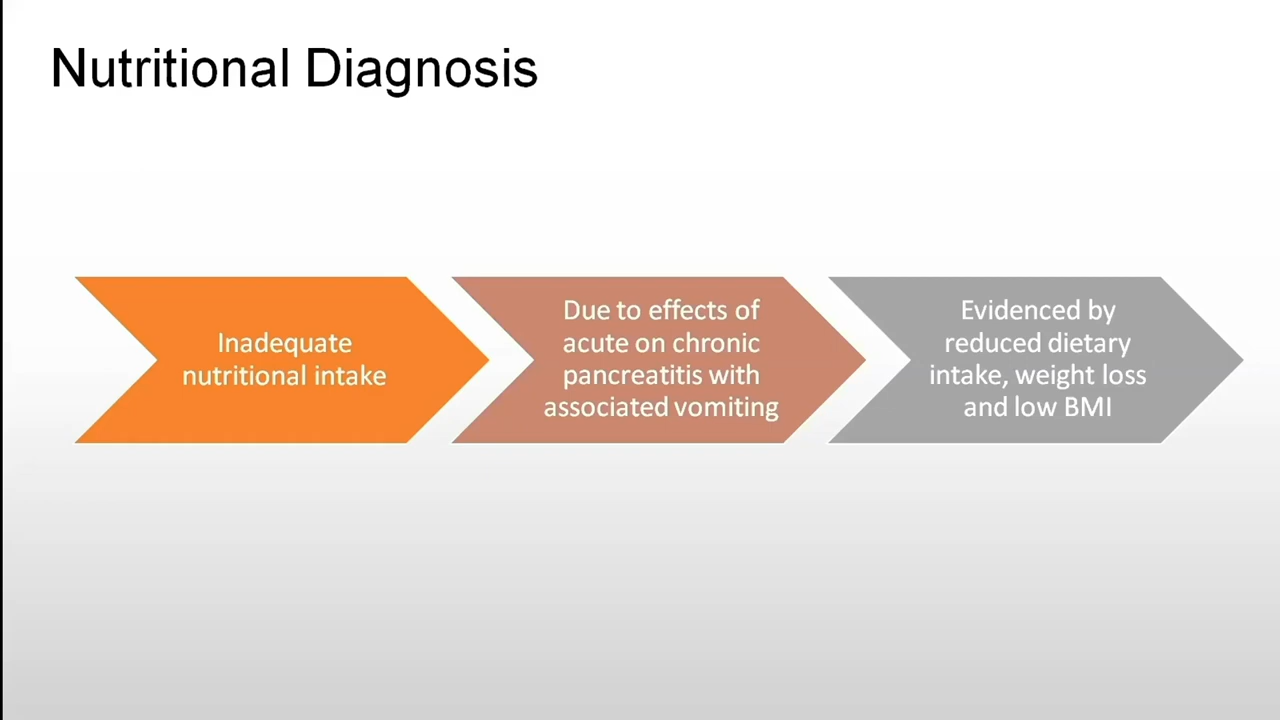 Nutritional Diagnosis
Inadequate
nutritional intake
Due to effects of
acute on chronic
pancreatitis with
associated vomiting
Evidenced by
reduced dietary
intake, weight loss
and low BMI